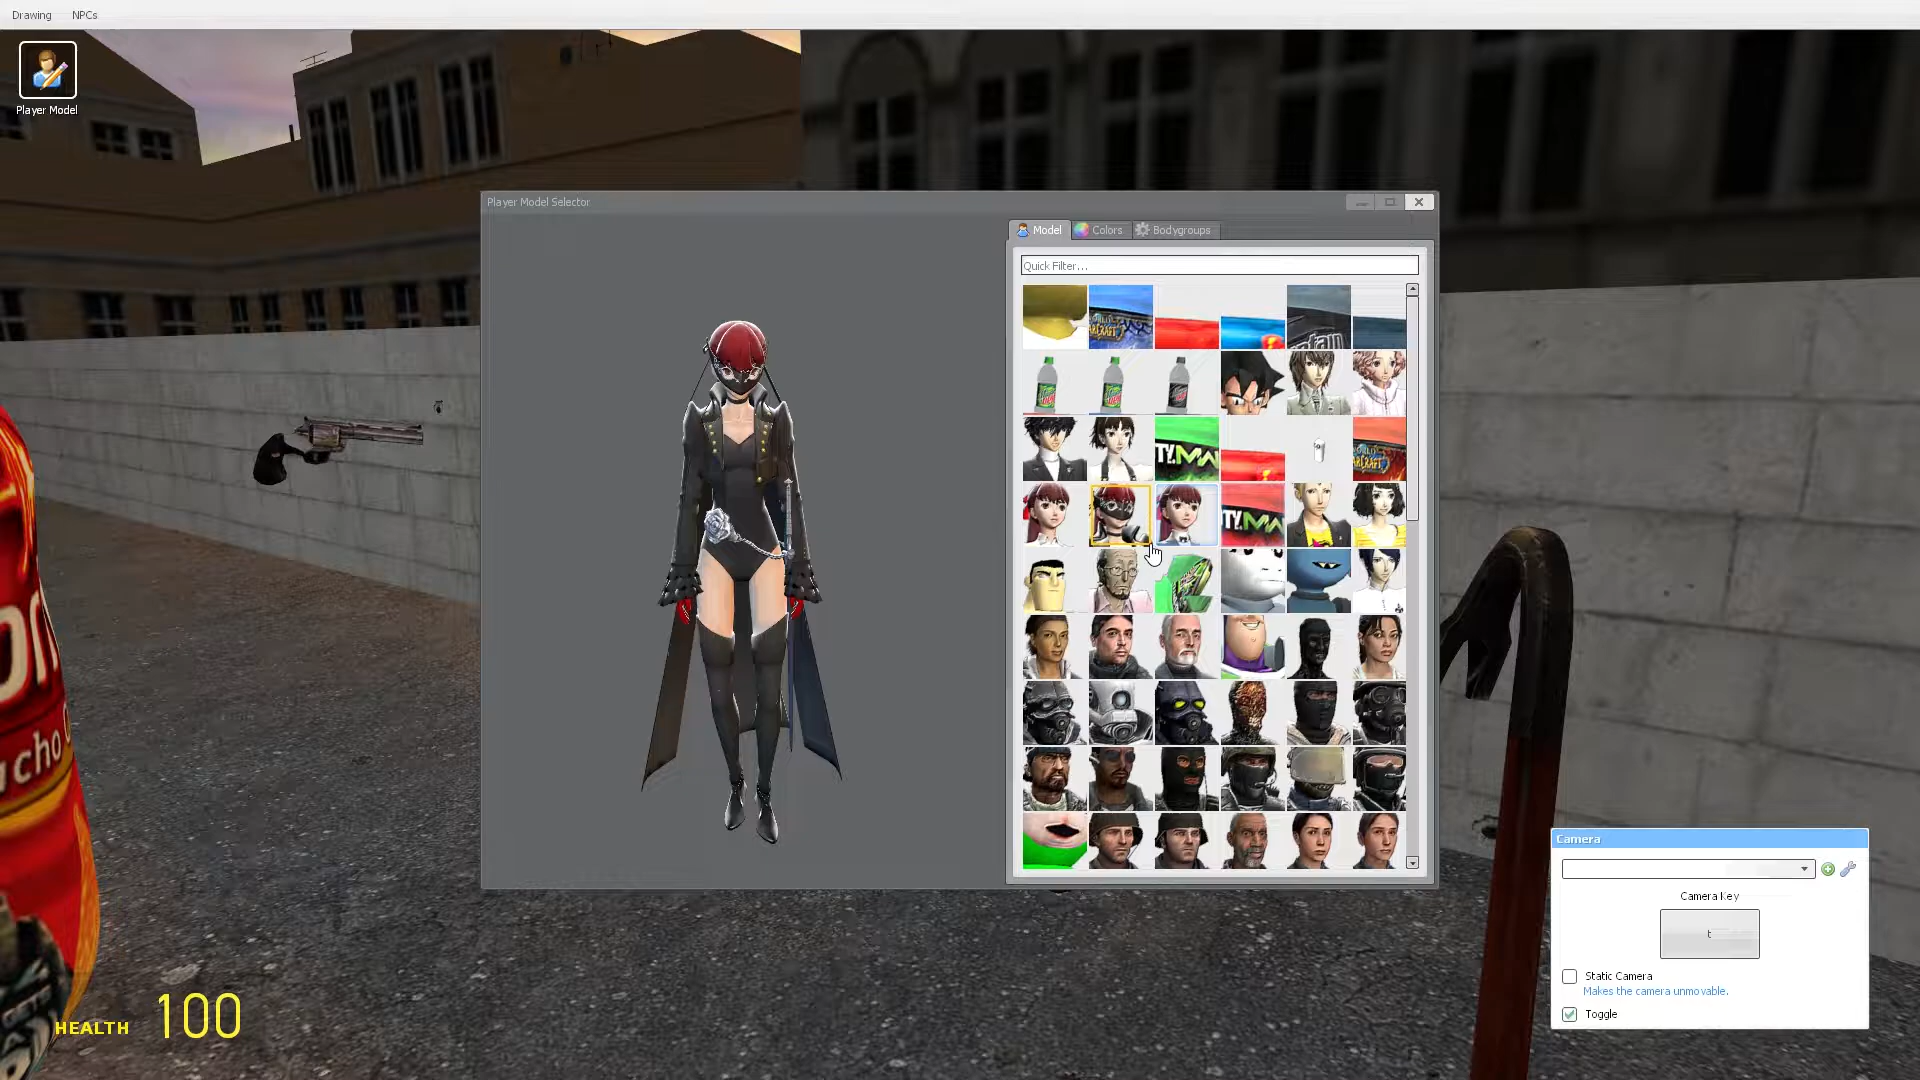 Drawing NPCs
Player Model
Player Model Selector
Model Colors Bodygroups
Quick Filter...
Camera
Camera Key
t
Static Camera
Makes the camera unmovable.
Toggle
HEALTH 100